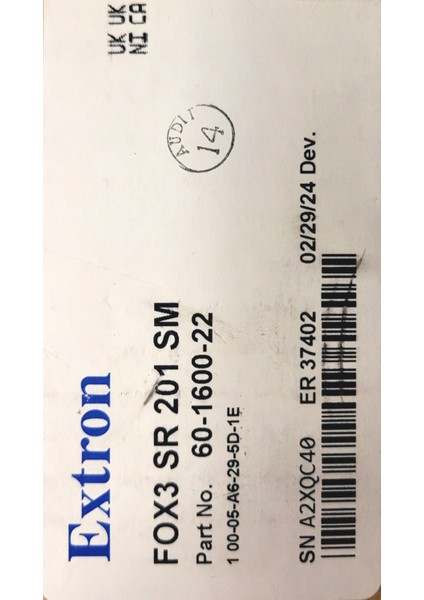 Extron
FOX3 SR 201 SM
Part No. 60-1600-22
1 00-05-A6-29-5D-1E
SN A2XQC40 ER 37402 02/29/24 Dev.
AUDIT
14
UK UK
NI CA